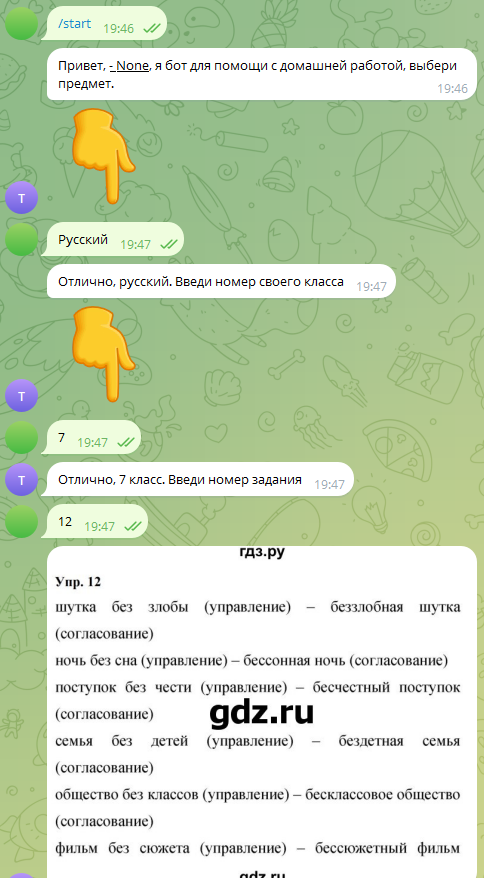 /start 19:46
Привет, - None, я бот для помощи с домашней работой, выбери
предмет. 19:46
T
Русский 19:47
Отлично, русский. Введи номер своего класса 19:47
T
7 19:47
T
Отлично, 7 класс. Введи номер задания 19:47
12 19:47
гдз.ру
Упр. 12
шутка без злобы (управление) – беззлобная шутка
(согласование)
ночь без сна (управление) – бессонная ночь (согласование)
поступок без чести (управление) – бесчестный поступок
(согласование)
gdz.ru
семья без детей (управление) – бездетная семья
(согласование)
общество без классов (управление) – бесклассовое общество
(согласование)
фильм без сюжета (управление) – бессюжетный фильм
gdz.ru